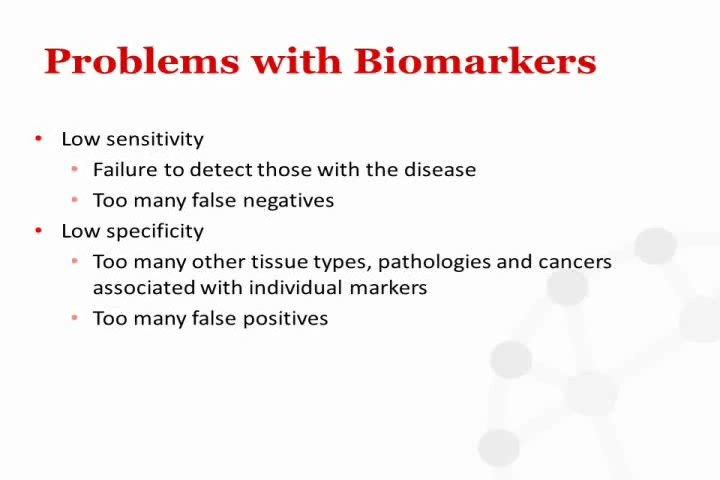 Problems with Biomarkers
• Low sensitivity
• Failure to detect those with the disease
• Too many false negatives
• Low specificity
• Too many other tissue types, pathologies and cancers
associated with individual markers
• Too many false positives